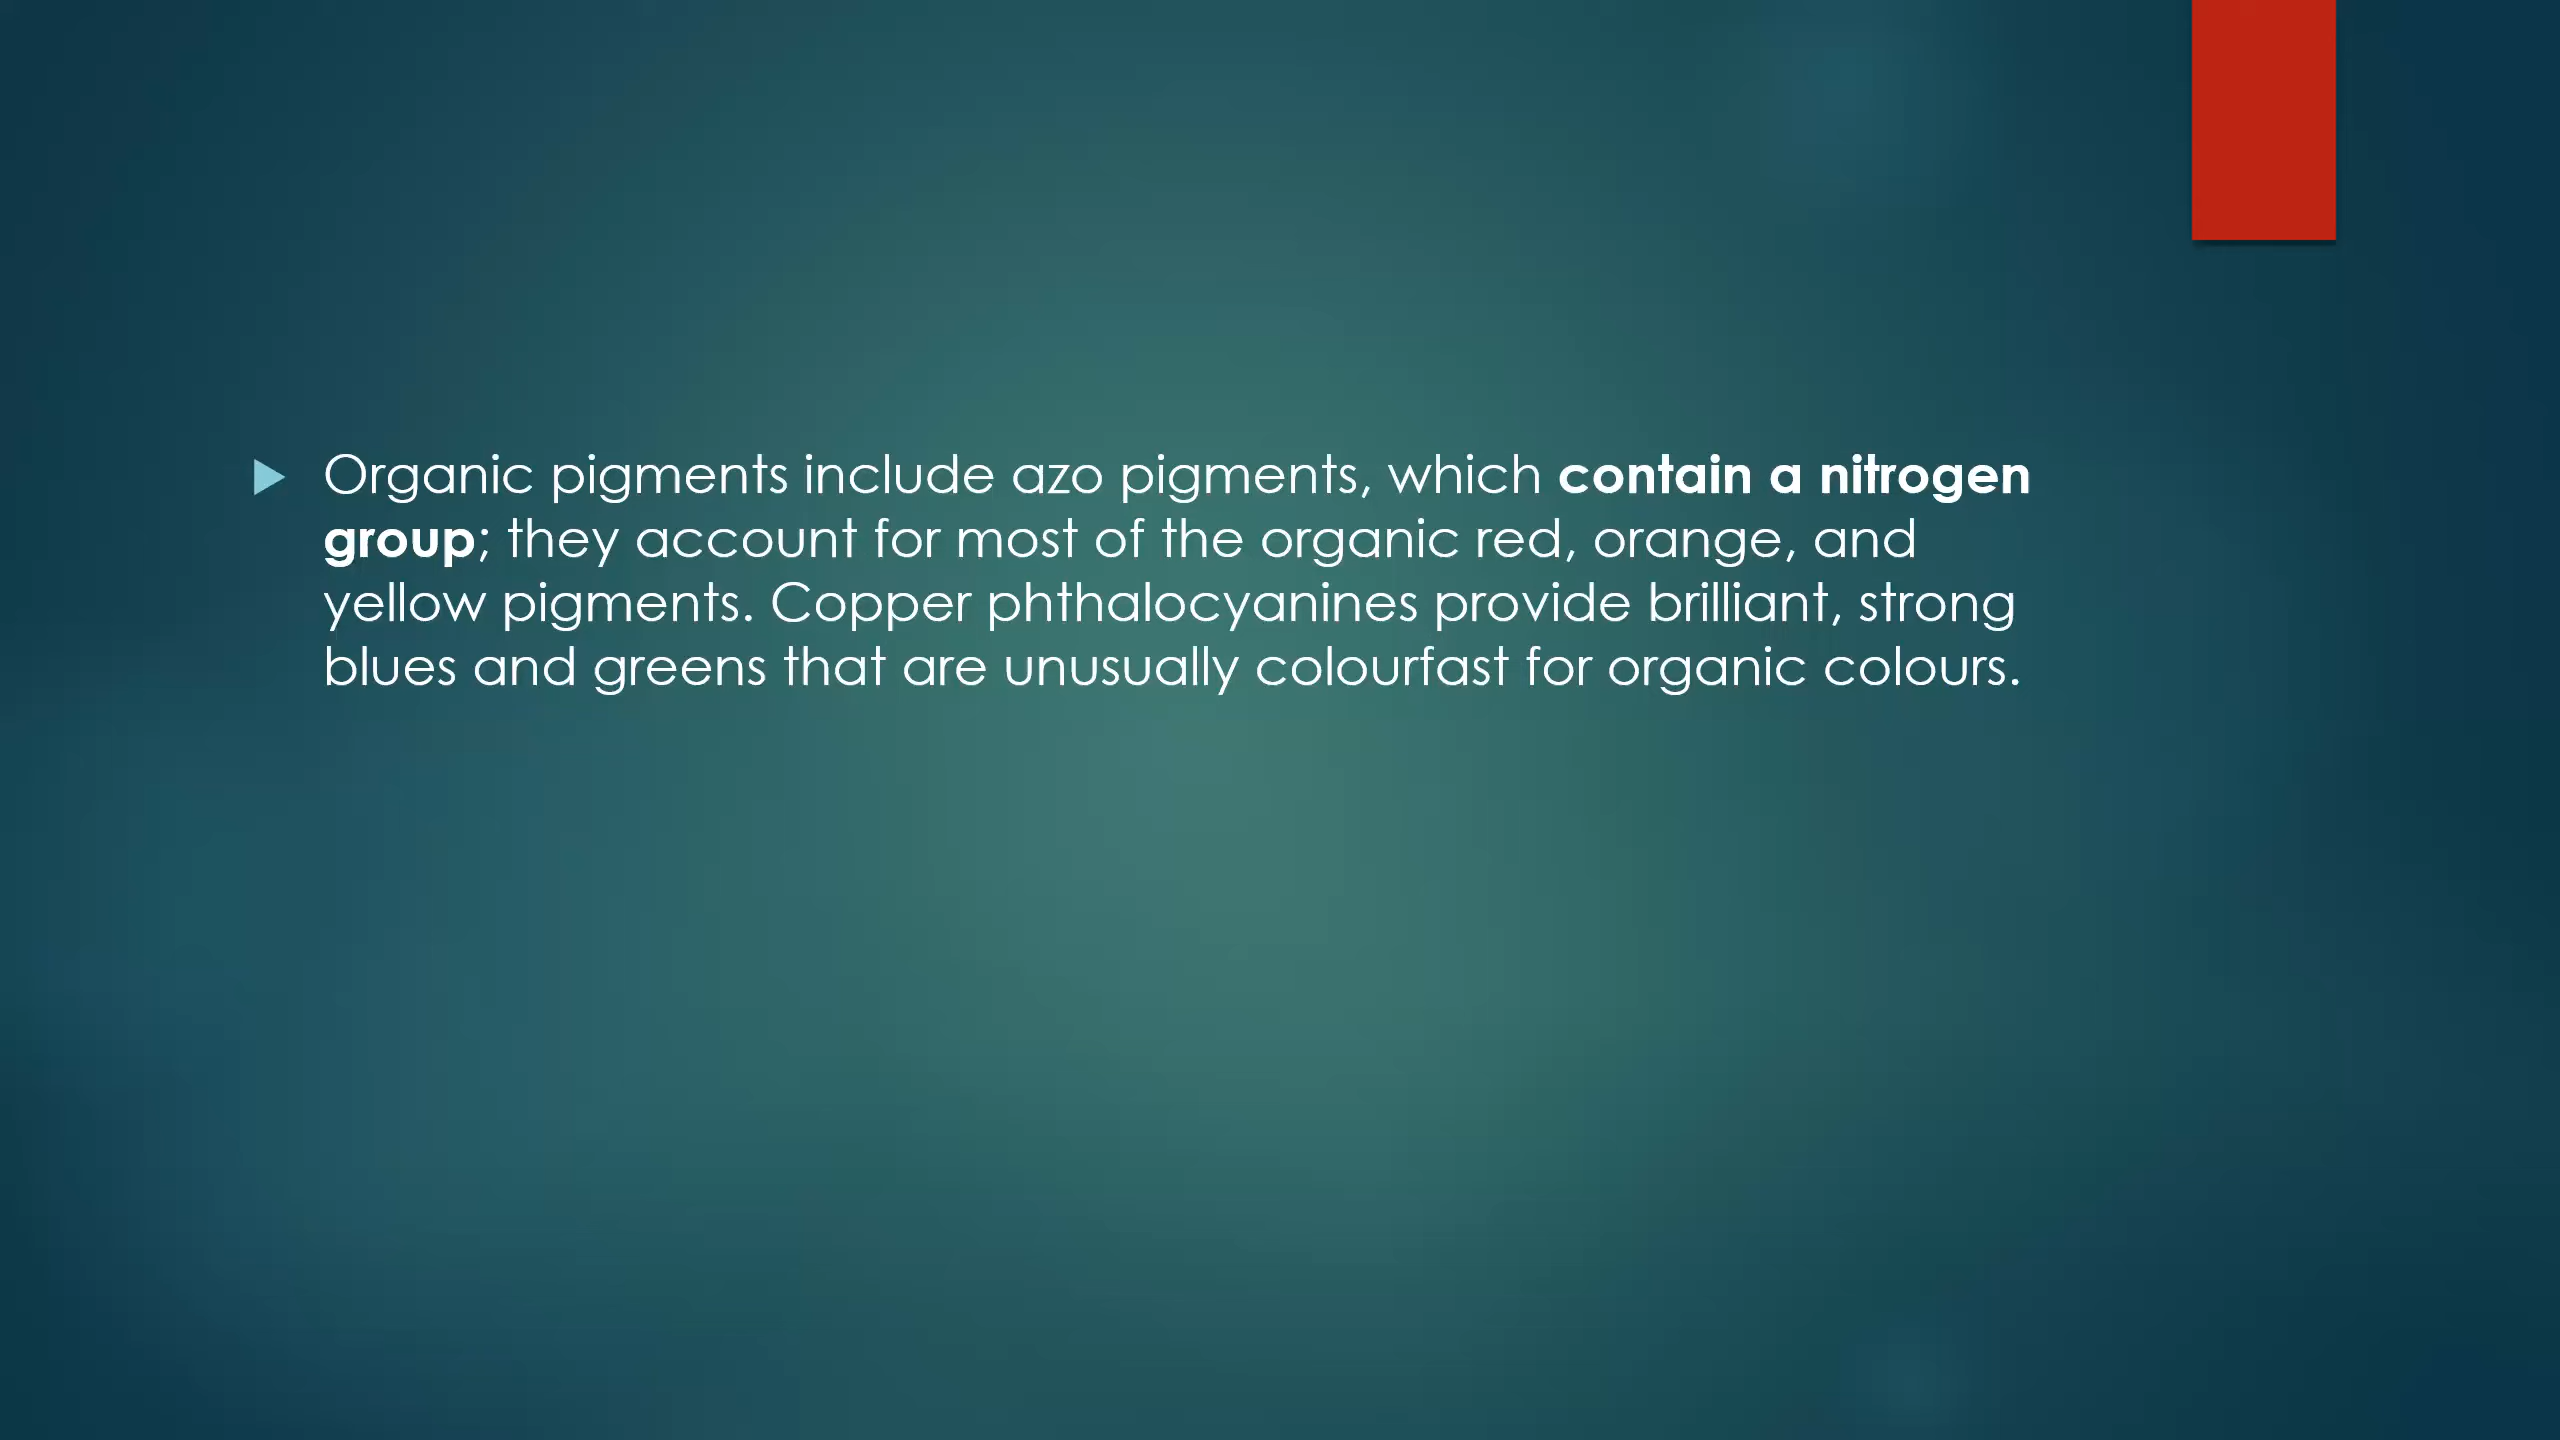 Organic pigments include azo pigments, which contain a nitrogen
group; they account for most of the organic red, orange, and
yellow pigments. Copper phthalocyanines provide brilliant, strong
blues and greens that are unusually colourfast for organic colours.